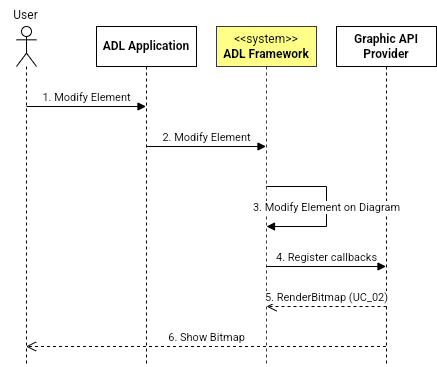 User
ADL Application
<<system>>
ADL Framework
Graphic API
Provider
1. Modify Element
2. Modify Element
3. Modify Element on Diagram
4. Register callbacks
5. RenderBitmap (UC_02)
6. Show Bitmap